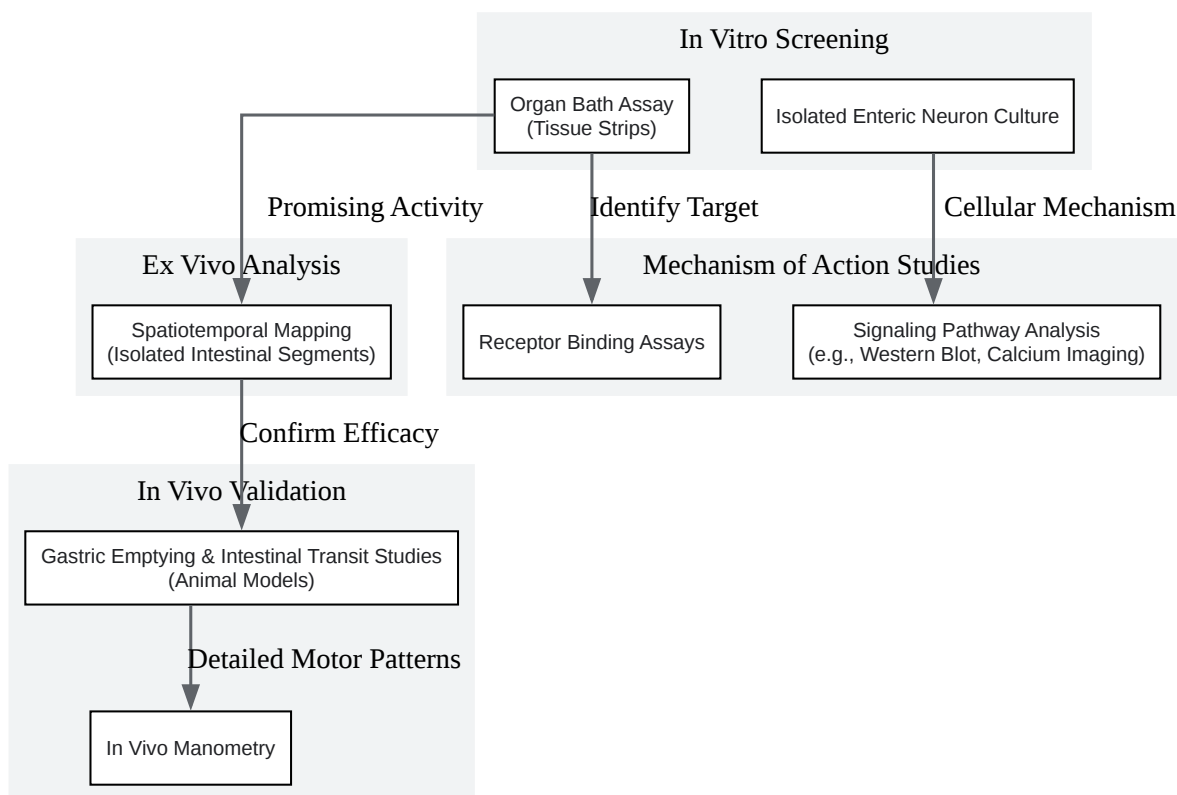 In Vitro Screening
Organ Bath Assay
(Tissue Strips)
Isolated Enteric Neuron Culture
Promising Activity
Identify Target
Cellular Mechanism
Ex Vivo Analysis
Mechanism of Action Studies
Spatiotemporal Mapping
(Isolated Intestinal Segments)
Receptor Binding Assays
Signaling Pathway Analysis
(e.g., Western Blot, Calcium Imaging)
Confirm Efficacy
In Vivo Validation
Gastric Emptying & Intestinal Transit Studies
(Animal Models)
Detailed Motor Patterns
In Vivo Manometry